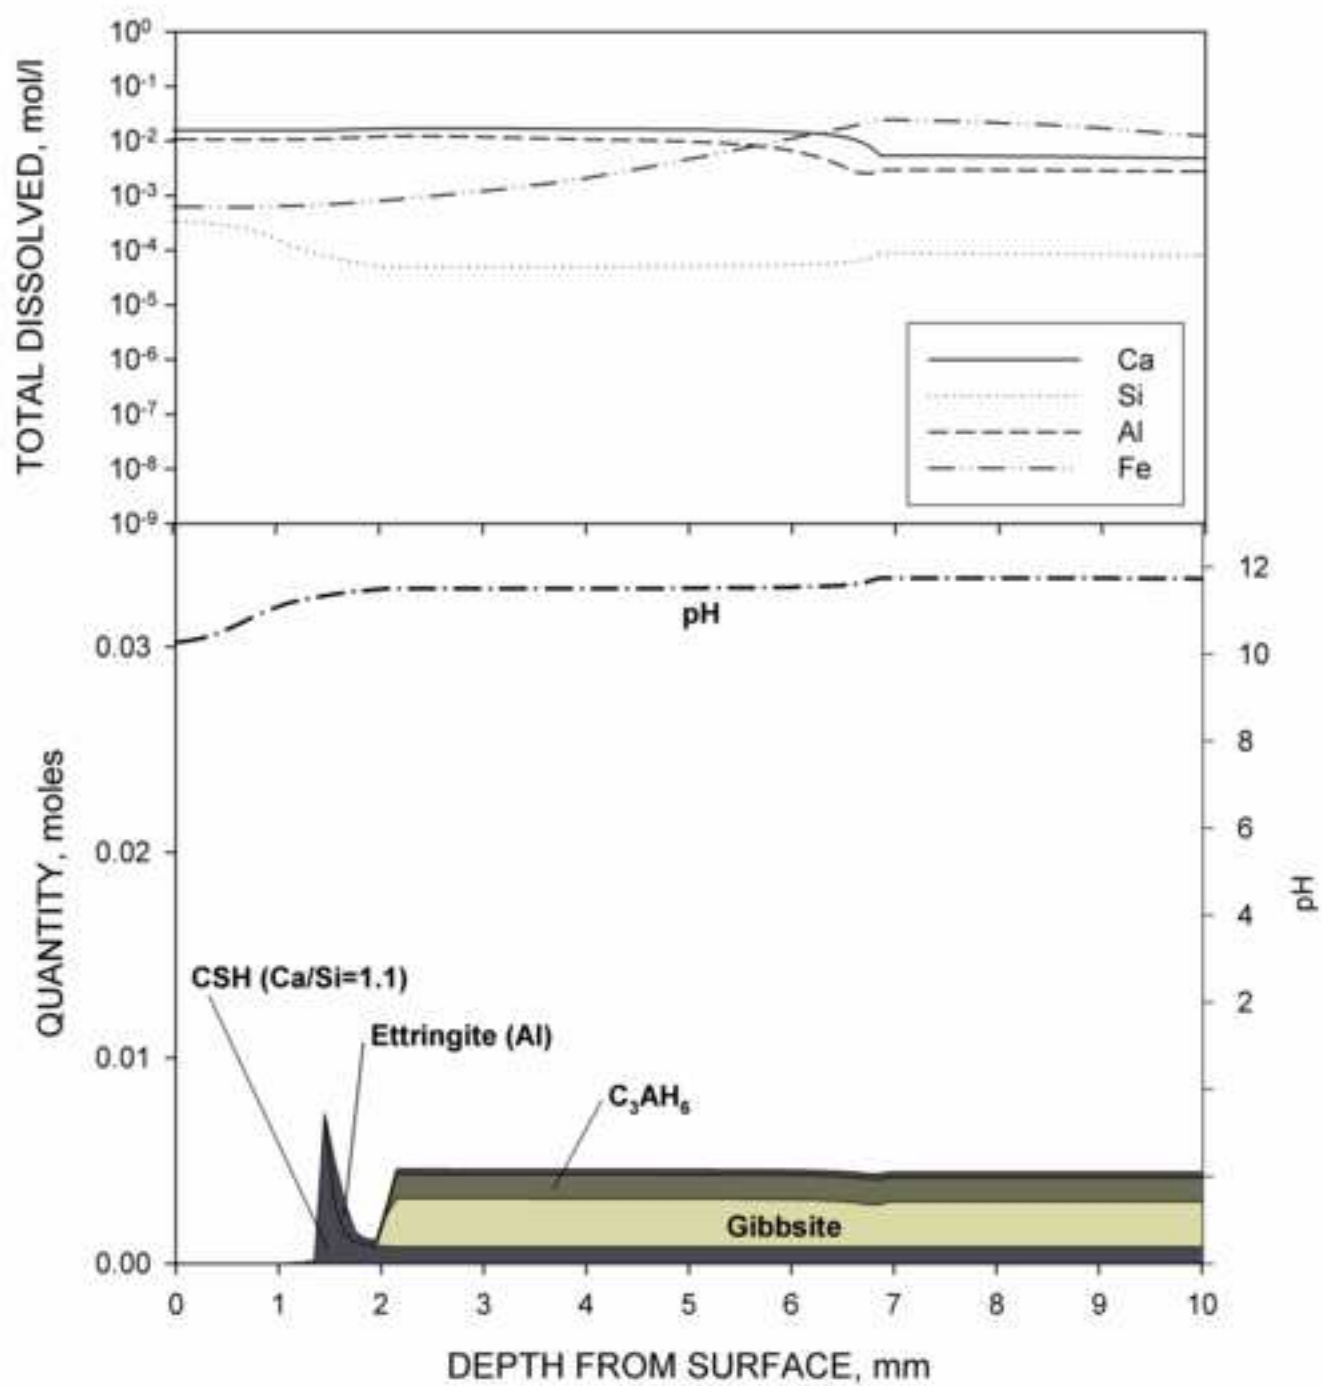 TOTAL DISSOLVED, mol/l
10⁰
10⁻¹
10⁻²
10⁻³
10⁻⁴
10⁻⁵
10⁻⁶
10⁻⁷
10⁻⁸
10⁻⁹
Ca
Si
Al
Fe
QUANTITY, moles
0.03
0.02
0.01
0.00
pH
12
10
8
6
4
2
pH
CSH (Ca/Si=1.1)
Ettringite (Al)
C₃AH₆
Gibbsite
0 1 2 3 4 5 6 7 8 9 10
DEPTH FROM SURFACE, mm